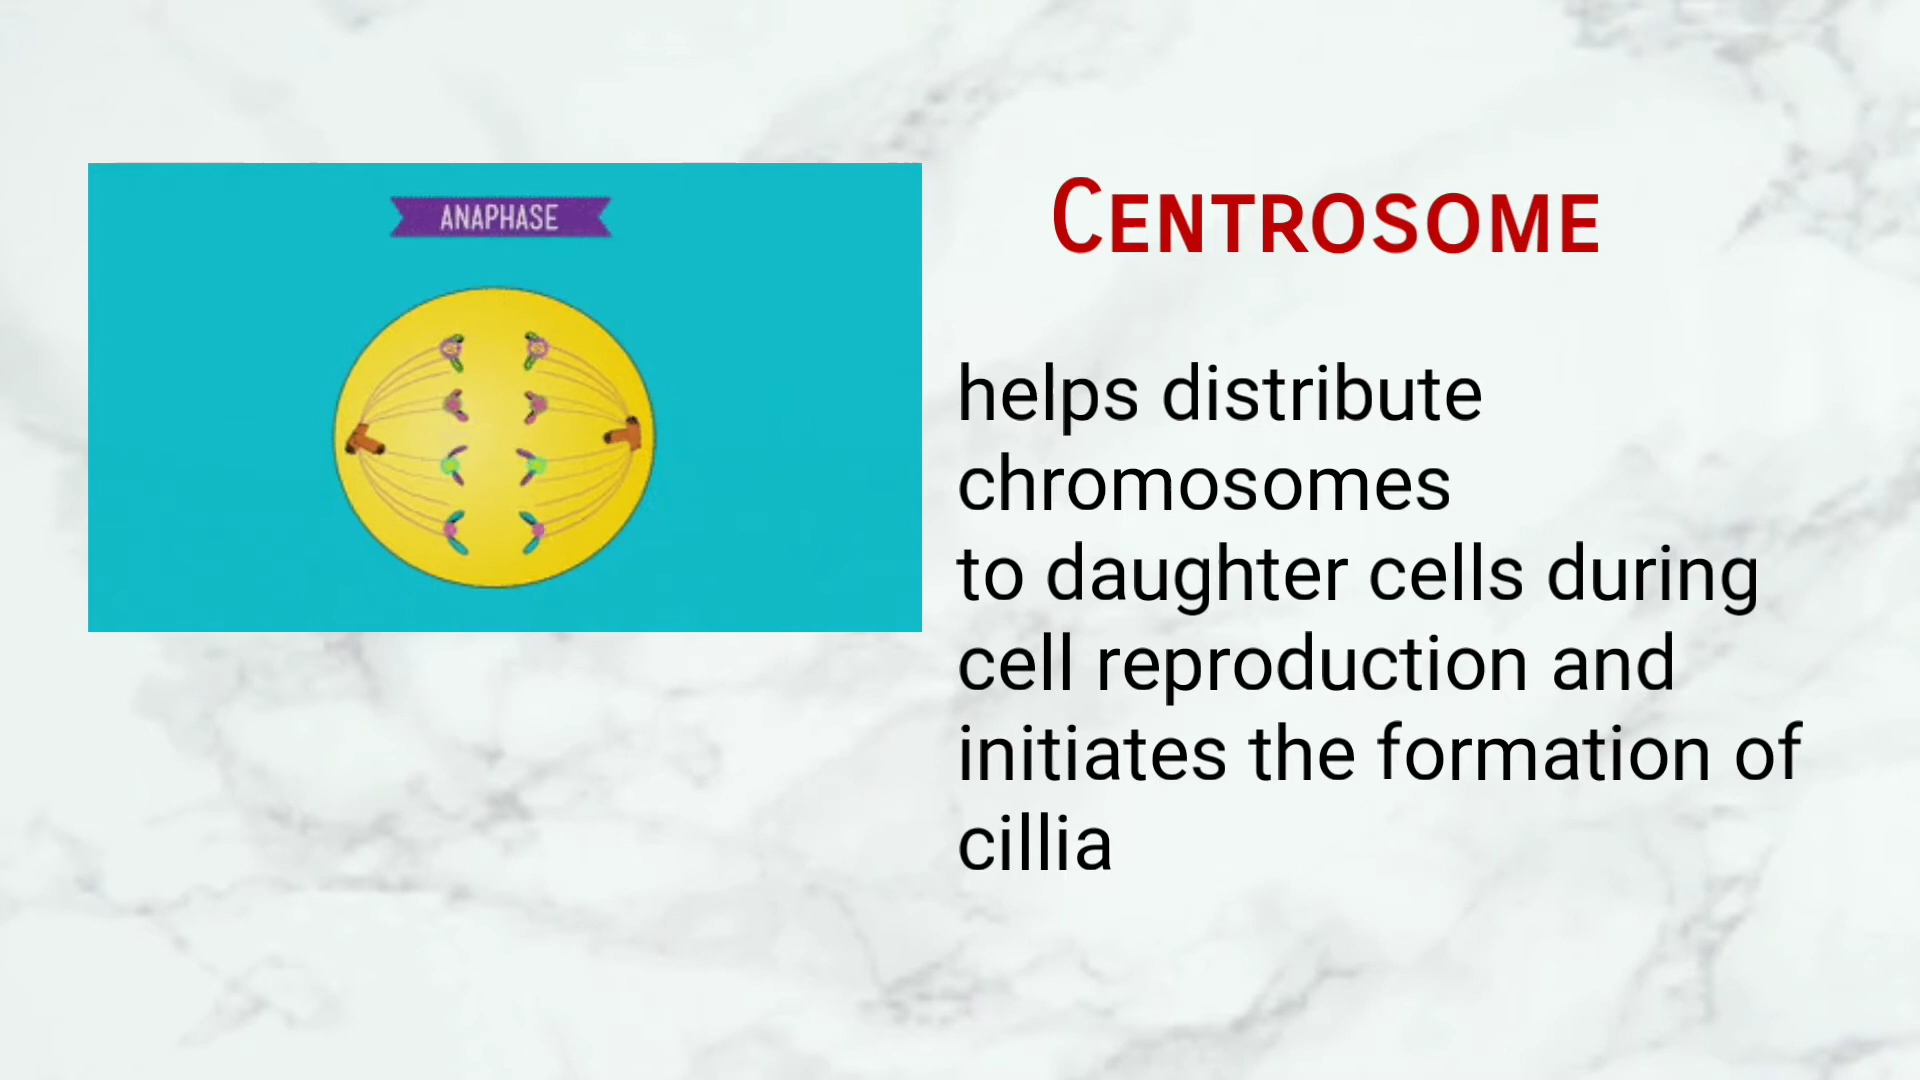 ANAPHASE
CENTROSOME
helps distribute
chromosomes
to daughter cells during
cell reproduction and
initiates the formation of
cillia